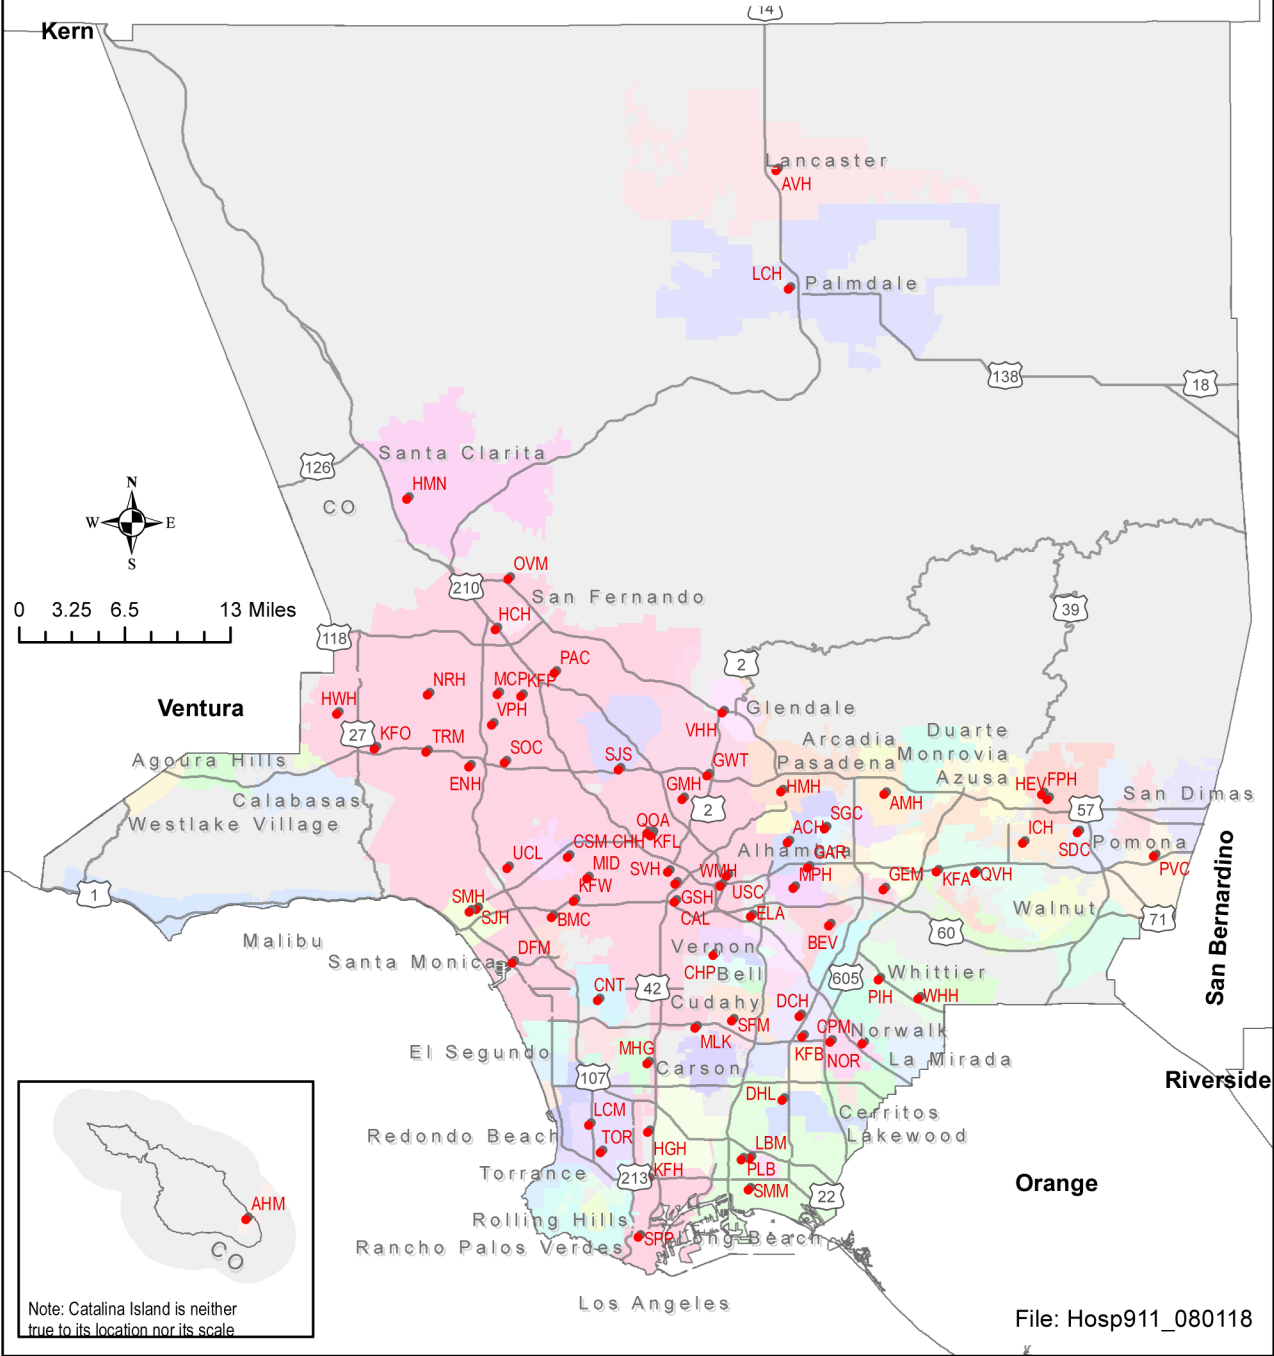 14
Kern
Lancaster
AVH
LCH
Palmdale
138
18
Santa Clarita
126
HMN
CO
N
W E
S
OVM
210
San Fernando
0 3.25 6.5 13 Miles
HCH
39
118
2
PAC
NRH
MCP
KFP
HWH
Ventura
VPH
Glendale
VHH
27
KFO
TRM
SOC
Duarte
Arcadia
Monrovia
Agoura Hills
SJS
GWT
Pasadena
Azusa
ENH
GMH
HMH
HEV
FPH
San Dimas
Calabasas
2
AMH
57
Westlake Village
QOA
SGC
ACH
ICH
CSM
CHH
KFL
Alhambra
GAR
SDC
Pomona
UCL
MID
SVH
WMH
MPH
GEM
KFA
QVH
PVC
KFW
USC
1
SMH
GSH
SJH
BMC
CAL
ELA
Walnut
71
San Bernardino
Malibu
DFM
Vernon
BEV
60
Santa Monica
CHP
Bell
605
Whittier
CNT
42
PIH
WHH
Cudahy
DCH
SFM
CPM
Norwalk
MLK
El Segundo
MHG
KFB
NOR
La Mirada
Carson
107
Riverside
DHL
LCM
Cerritos
Redondo Beach
TOR
HGH
LBM
Lakewood
Torrance
213
KFH
PLB
Orange
SMM
22
AHM
Rolling Hills
SPP
Long Beach
Rancho Palos Verdes
CO
Los Angeles
Note: Catalina Island is neither
true to its location nor its scale
File: Hosp911_080118